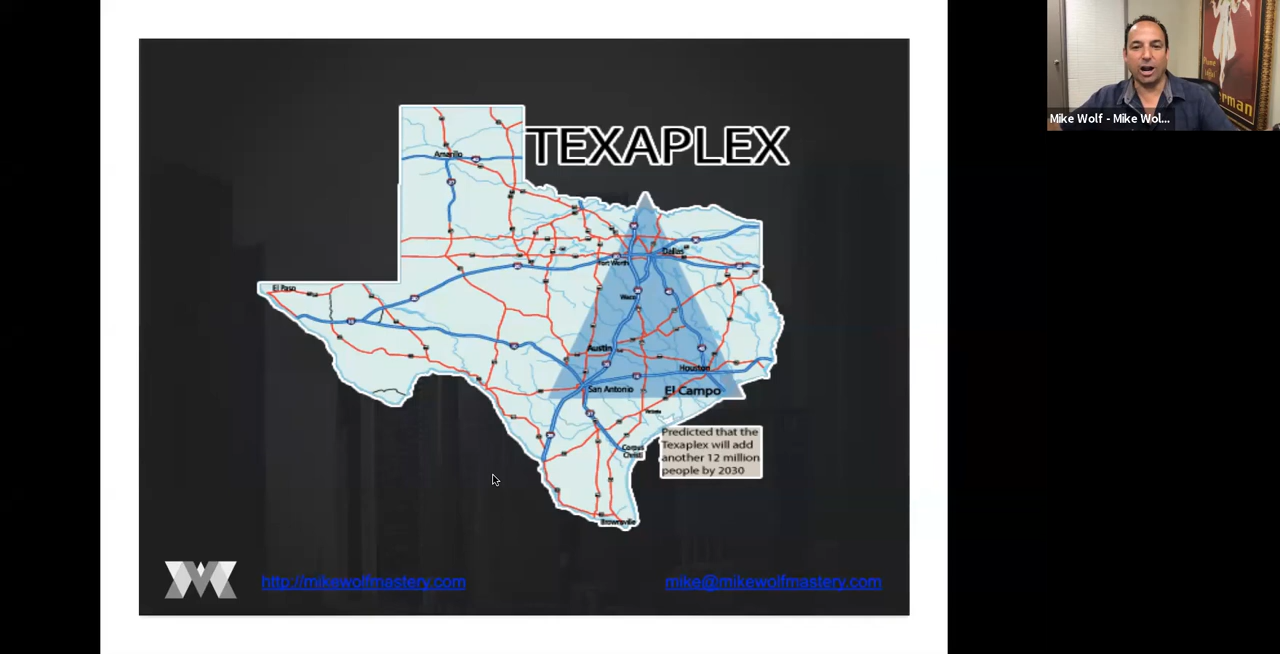 Mike Wolf - Mike Wol...
TEXAPLEX
Amarillo
Dallas
Fort Worth
El Paso
Waco
Austin
Houston
San Antonio
El Campo
Corpus
Christi
Brownsville
Predicted that the
Texaplex will add
another 12 million
people by 2030
http://mikewolfmastery.com
mike@mikewolfmastery.com